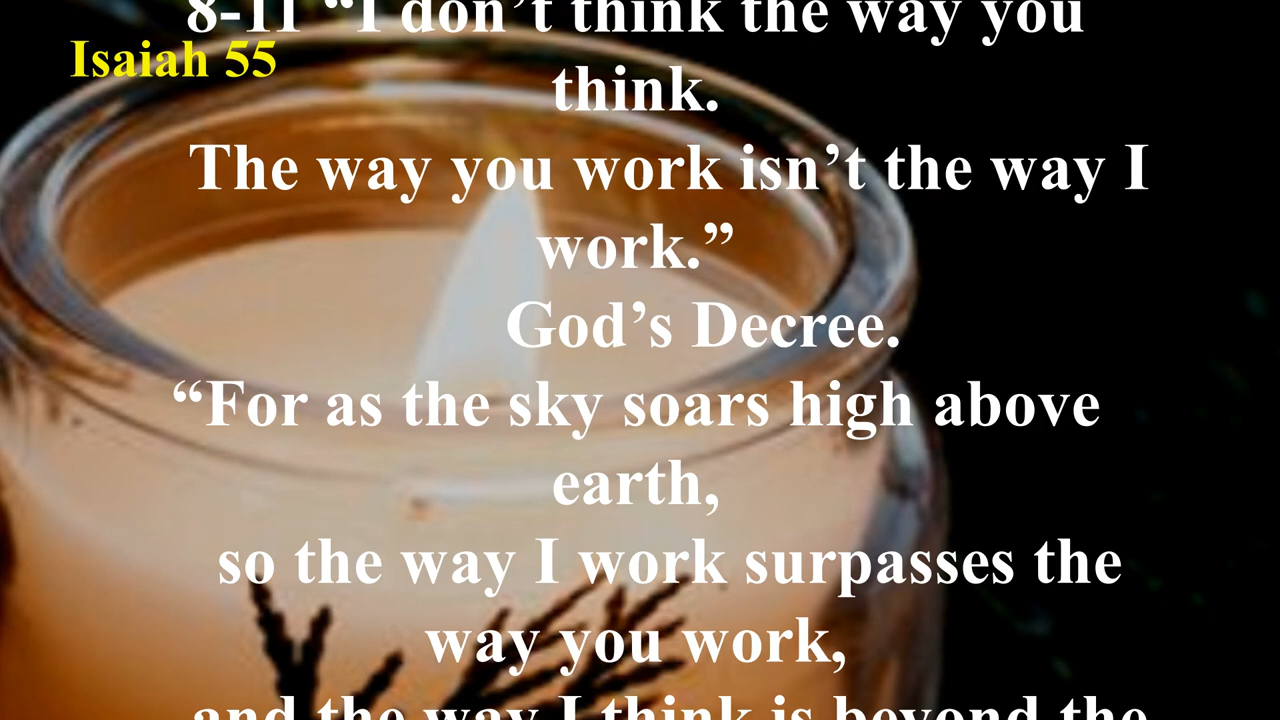 8-11 “I don’t think the way you
Isaiah 55
think.
The way you work isn’t the way I
work.”
God’s Decree.
“For as the sky soars high above
earth,
so the way I work surpasses the
way you work,
and the way I think is beyond the